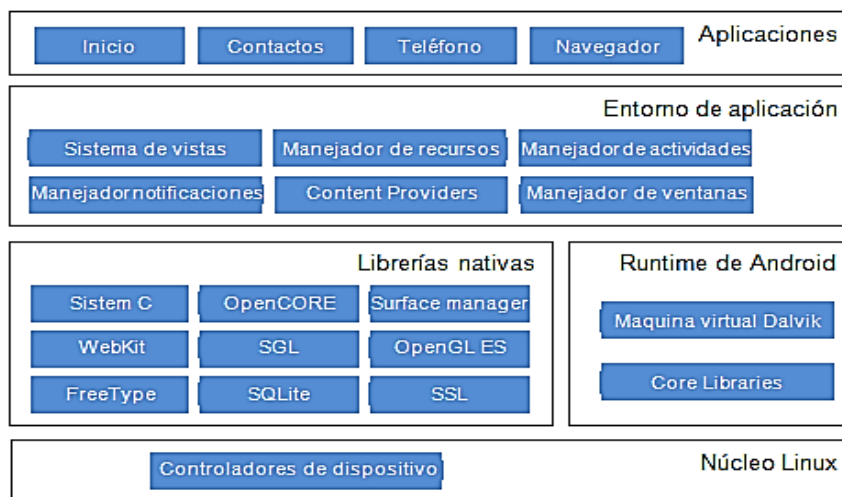 Aplicaciones
Inicio
Contactos
Teléfono
Navegador
Entorno de aplicación
Sistema de vistas
Manejador de recursos
Manejador de actividades
Manejador notificaciones
Content Providers
Manejador de ventanas
Librerías nativas
Sistem C
OpenCORE
Surface manager
WebKit
SGL
OpenGL ES
FreeType
SQLite
SSL
Runtime de Android
Maquina virtual Dalvik
Core Libraries
Núcleo Linux
Controladores de dispositivo